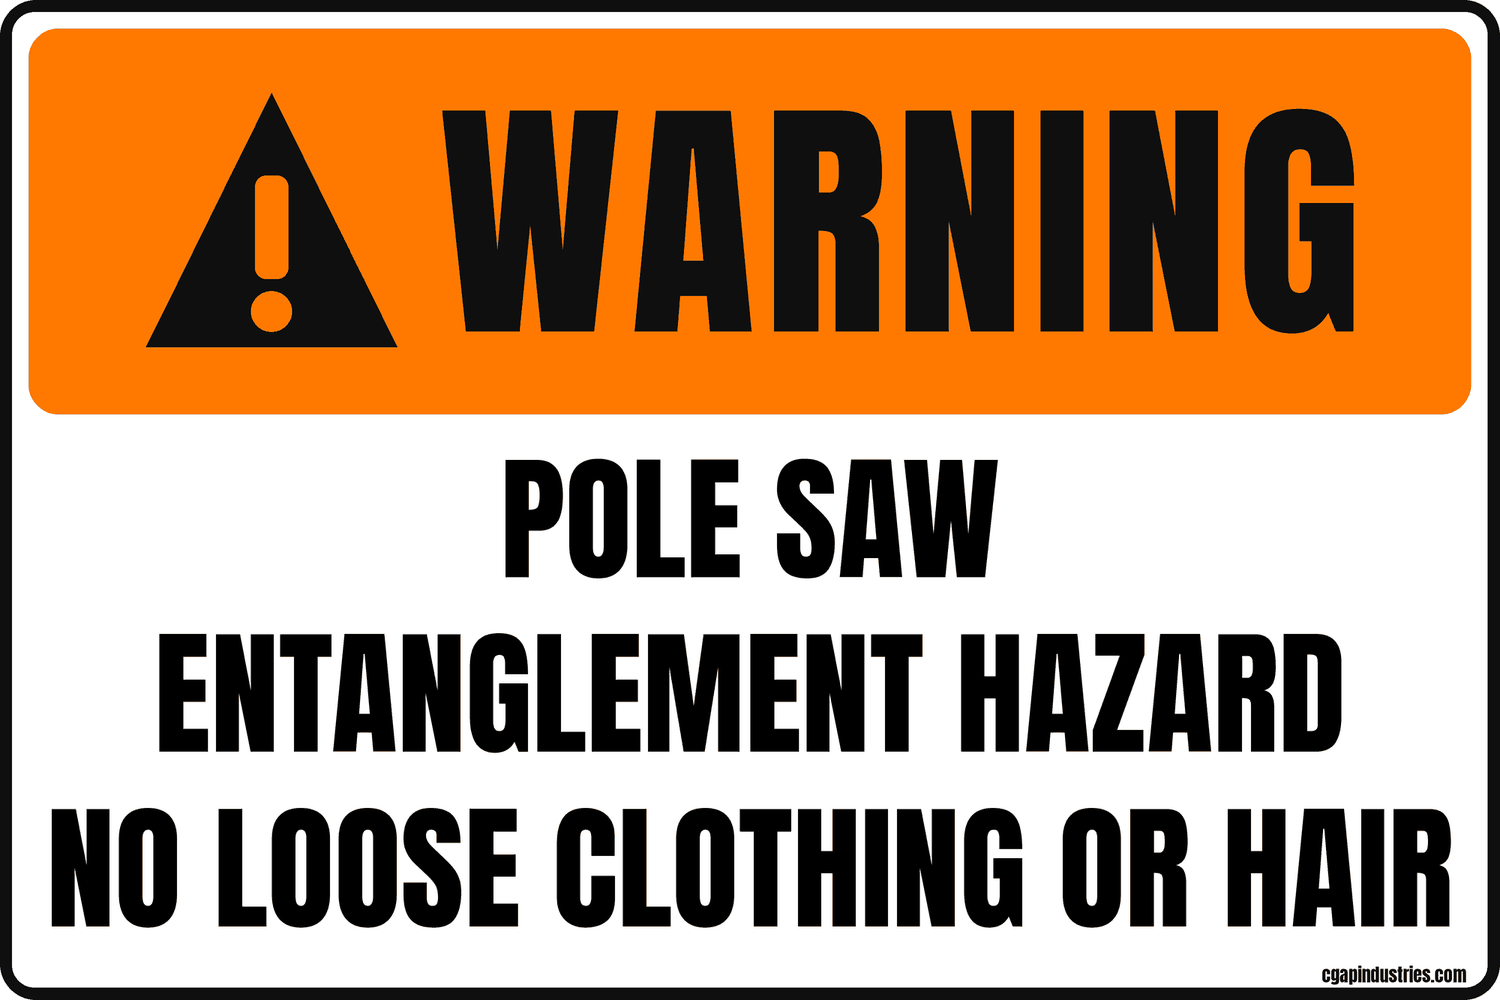 WARNING
POLE SAW
ENTANGLEMENT HAZARD
NO LOOSE CLOTHING OR HAIR
cgapindustries.com